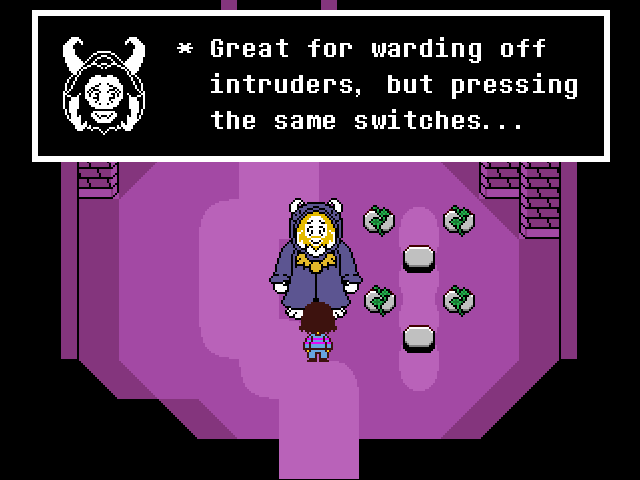 * Great for warding off
intruders, but pressing
the same switches...